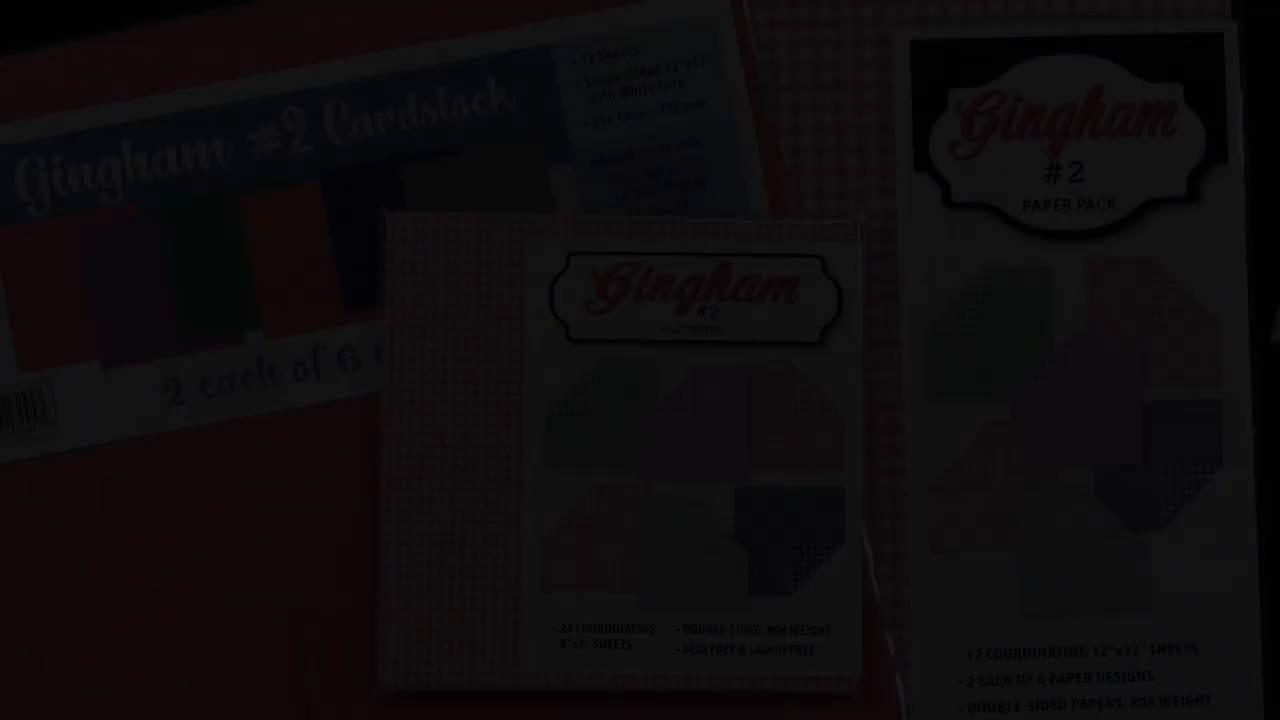 Gingham #2 Cardstock
• 12 Sheets
• Single-sided 12"x12"
with White Core
2 each of 6
Gingham
#2
• 24 COORDINATING
6"x6" SHEETS
• DOUBLE-SIDED, 80# WEIGHT
• ACID FREE & LIGNIN FREE
Gingham
#2
PAPER PACK
• 12 COORDINATING 12"x12" SHEETS
• 2 EACH OF 6 PAPER DESIGNS
• DOUBLE-SIDED PAPERS, 80# WEIGHT